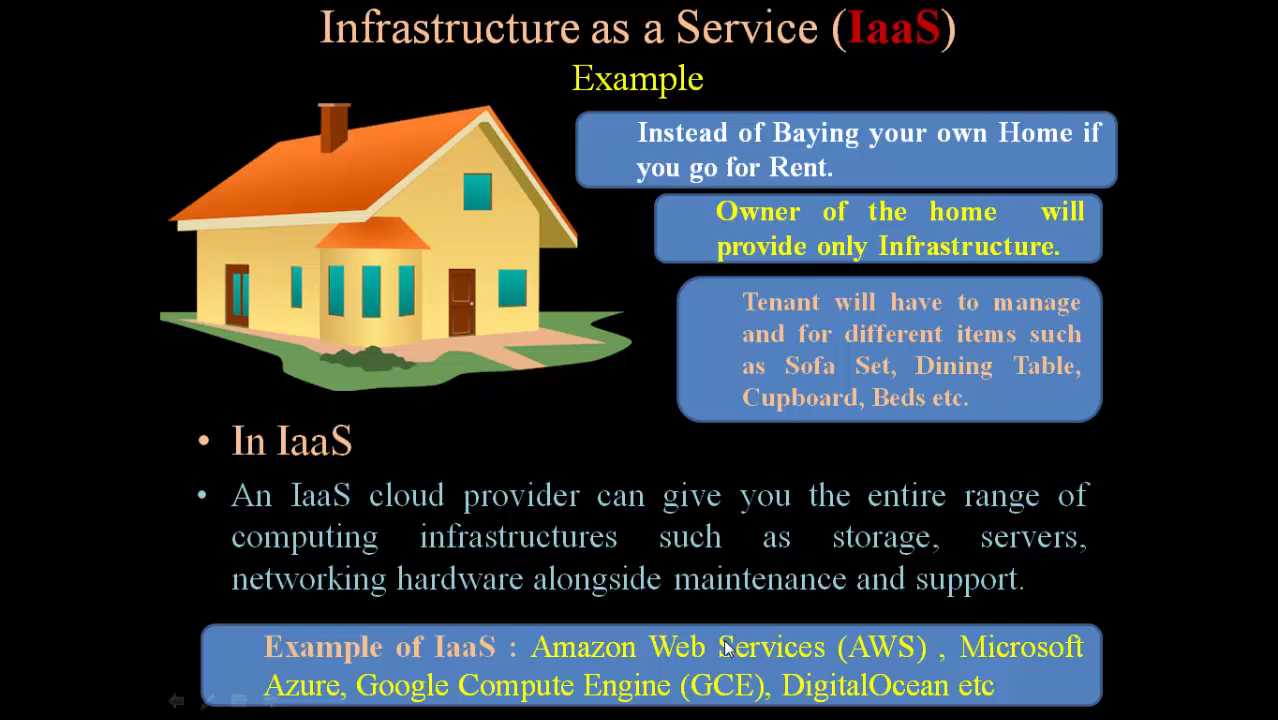 Infrastructure as a Service (IaaS)
Example
Instead of Baying your own Home if
you go for Rent.
Owner of the home will
provide only Infrastructure.
Tenant will have to manage
and for different items such
as Sofa Set, Dining Table,
Cupboard, Beds etc.
• In IaaS
• An IaaS cloud provider can give you the entire range of
computing infrastructures such as storage, servers,
networking hardware alongside maintenance and support.
Example of IaaS : Amazon Web Services (AWS) , Microsoft
Azure, Google Compute Engine (GCE), DigitalOcean etc